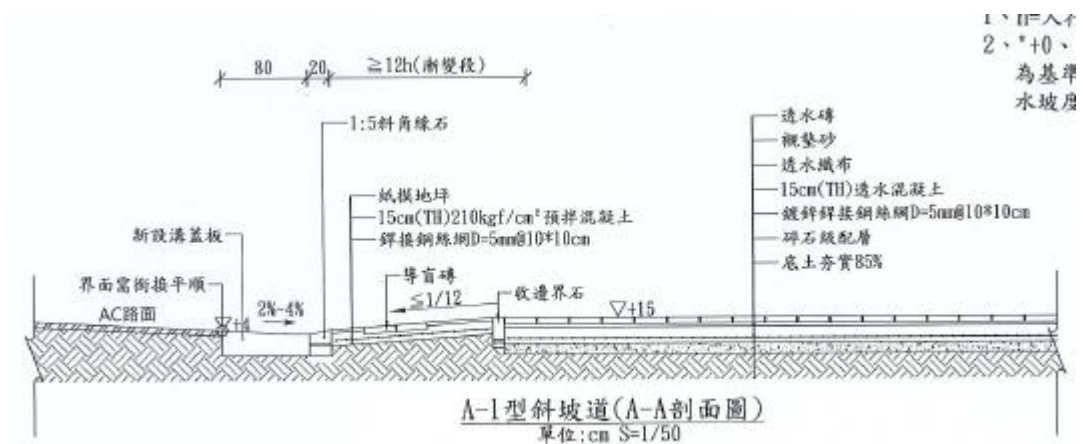 2、"+0、
為基準
水坡度
80
20
≧12h(漸變段)
1:5斜角緣石
紙模地坪
15cm(TH)210kgf/cm²預拌混凝土
銲接鋼絲網D=5mm@10*10cm
新設溝蓋板
界面需銜接平順
AC路面
2%-4%
導盲磚
≦1/12
收邊界石
+15
透水磚
襯墊砂
透水織布
15cm(TH)透水混凝土
鍍鋅銲接鋼絲網D=5mm@10*10cm
碎石級配層
底土夯實85%
A-1型斜坡道(A-A剖面圖)
單位:cm S=1/50